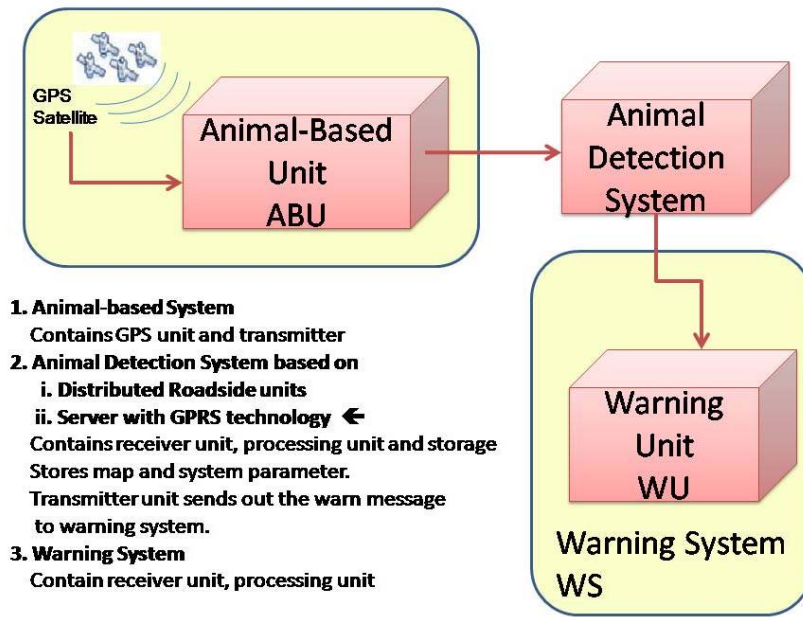 GPS
Satellite
Animal-Based
Unit
ABU
Animal
Detection
System
1. Animal-based System
Contains GPS unit and transmitter
2. Animal Detection System based on
i. Distributed Roadside units
ii. Server with GPRS technology ←
Contains receiver unit, processing unit and storage
Stores map and system parameter.
Transmitter unit sends out the warn message
to warning system.
3. Warning System
Contain receiver unit, processing unit
Warning
Unit
WU
Warning System
WS